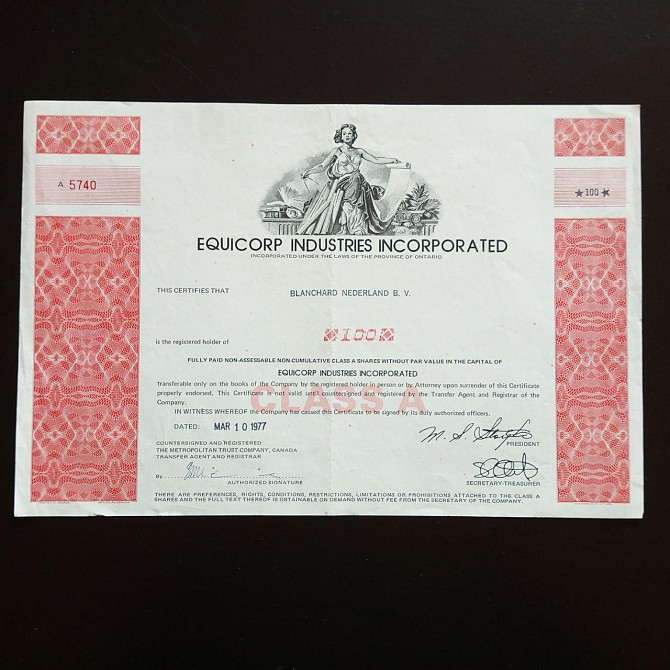 A 5740
★100★
EQUICORP INDUSTRIES INCORPORATED
INCORPORATED UNDER THE LAWS OF THE PROVINCE OF ONTARIO
THIS CERTIFIES THAT BLANCHARD NEDERLAND B. V.
is the registered holder of 100
FULLY PAID NON-ASSESSABLE NON-CUMULATIVE CLASS A SHARES WITHOUT PAR VALUE IN THE CAPITAL OF
EQUICORP INDUSTRIES INCORPORATED
transferable only on the books of the Company by the registered holder in person or by Attorney upon surrender of this Certificate
properly endorsed. This Certificate is not valid until countersigned and registered by the Transfer Agent and Registrar of the
Company.
CLASS A
IN WITNESS WHEREOF the Company has caused this Certificate to be signed by its duly authorized officers.
DATED: MAR 10 1977
PRESIDENT
COUNTERSIGNED AND REGISTERED
THE METROPOLITAN TRUST COMPANY, CANADA
TRANSFER AGENT AND REGISTRAR
By
AUTHORIZED SIGNATURE
SECRETARY-TREASURER
THERE ARE PREFERENCES, RIGHTS, CONDITIONS, RESTRICTIONS, LIMITATIONS OR PROHIBITIONS ATTACHED TO THE CLASS A
SHARES AND THE FULL TEXT THEREOF IS OBTAINABLE ON DEMAND WITHOUT FEE FROM THE SECRETARY OF THE COMPANY.